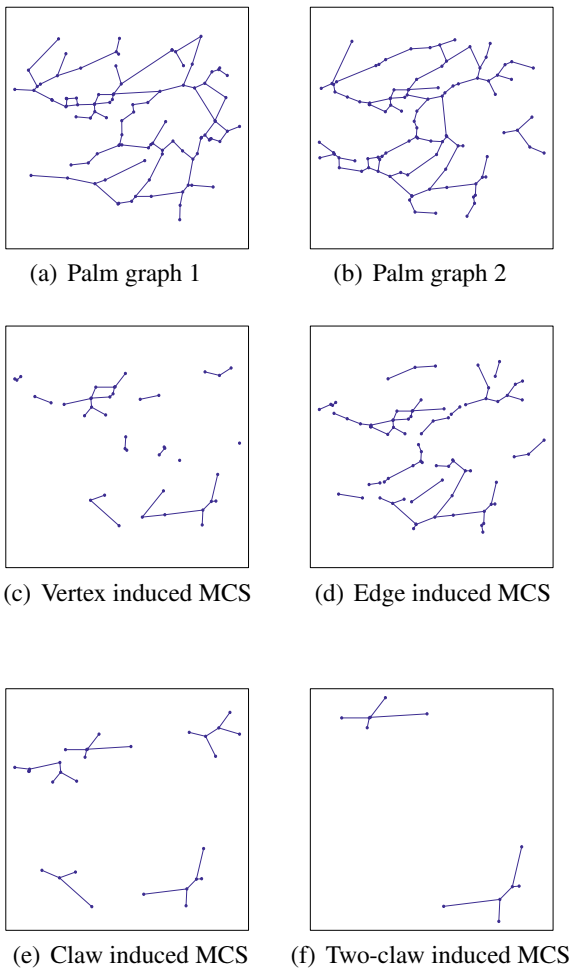 (a) Palm graph 1
(b) Palm graph 2
(c) Vertex induced MCS
(d) Edge induced MCS
(e) Claw induced MCS
(f) Two-claw induced MCS